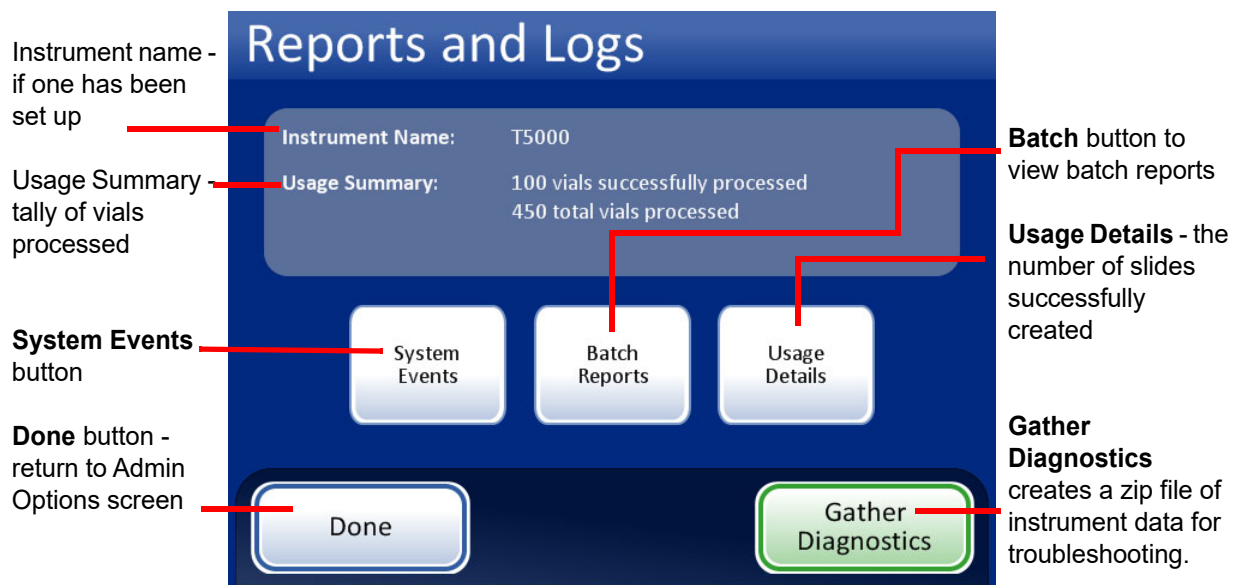 Reports and Logs
Instrument name -
if one has been
set up
Usage Summary -
tally of vials
processed
System Events
button
Done button -
return to Admin
Options screen
Instrument Name: T5000
Usage Summary: 100 vials successfully processed
450 total vials processed
System
Events
Batch
Reports
Usage
Details
Done
Gather
Diagnostics
Batch button to
view batch reports
Usage Details - the
number of slides
successfully
created
Gather
Diagnostics
creates a zip file of
instrument data for
troubleshooting.